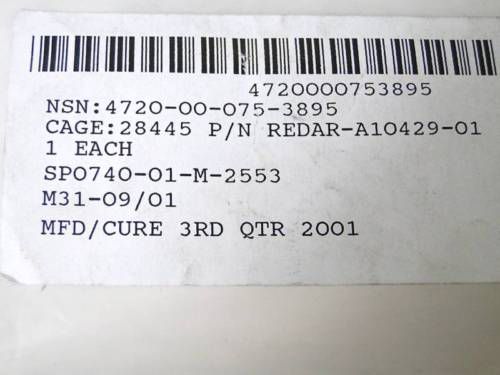 4720000753895
NSN:4720-00-075-3895
CAGE:28445 P/N REDAR-A10429-01
1 EACH
SPO740-01-M-2553
M31-09/01
MFD/CURE 3RD QTR 2001